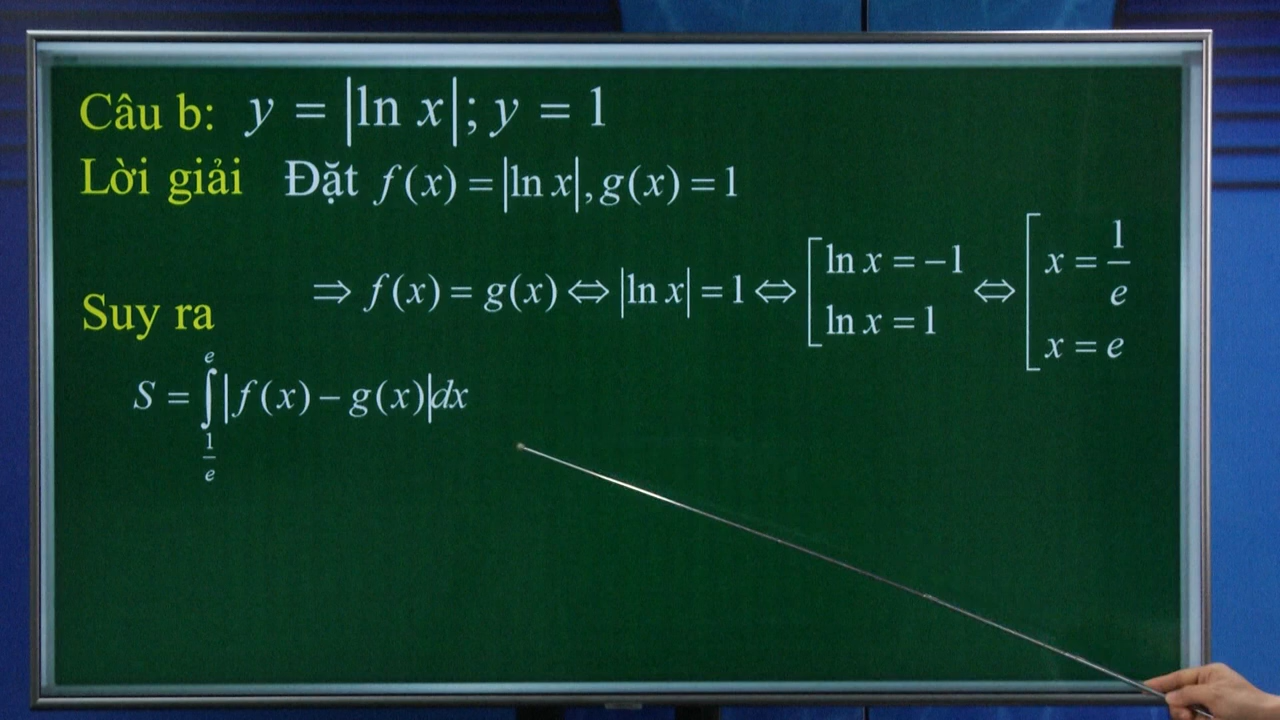 Câu b: y = |ln x|; y = 1
Lời giải Đặt f(x) = |ln x|, g(x) = 1
⇒ f(x) = g(x) ⇔ |ln x| = 1 ⇔ [ln x = −1; ln x = 1 ⇔ [x = 1/e; x = e
Suy ra
S = ∫_{1/e}^{e} |f(x) − g(x)|dx